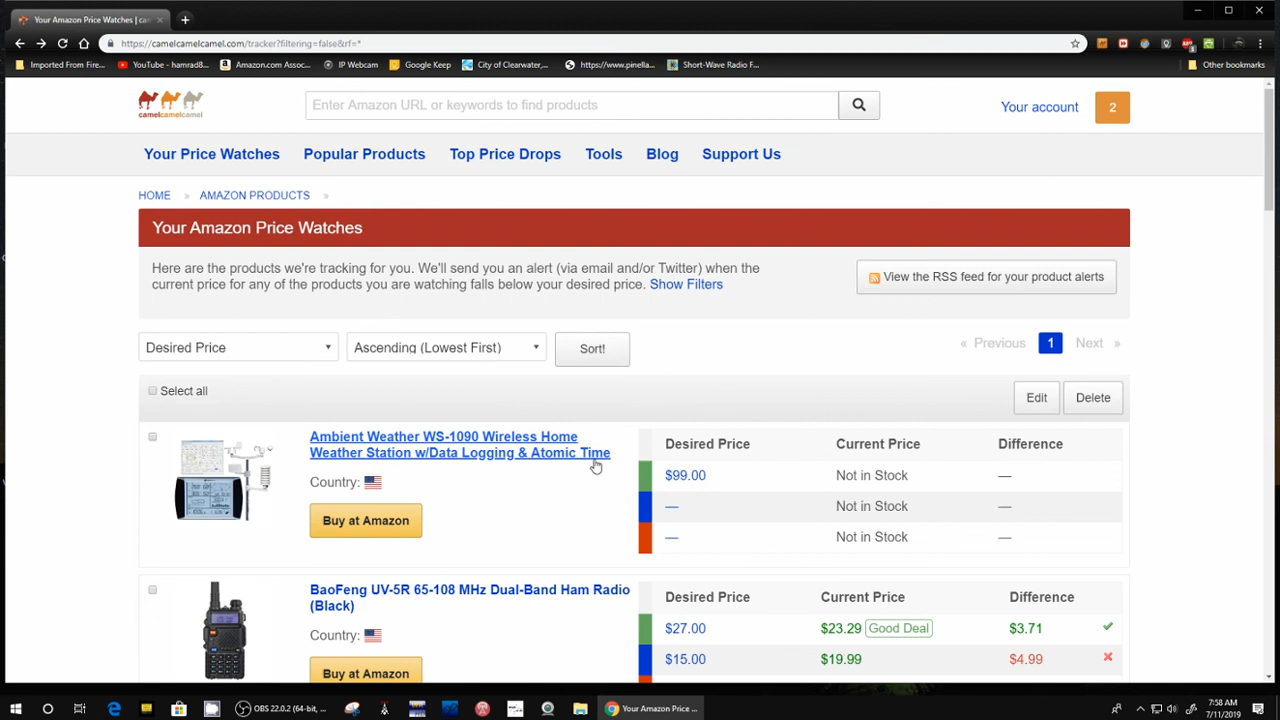 Your Amazon Price Watches | ca
https://camelcamelcamel.com/tracker?filtering=false&rf=*
Imported From Fire...
YouTube - hamrad8...
Amazon.com Assoc...
IP Webcam
Google Keep
City of Clearwater,...
https://www.pinella...
Short-Wave Radio F...
Other bookmarks
camelcamelcamel
Enter Amazon URL or keywords to find products
Your account
2
Your Price Watches
Popular Products
Top Price Drops
Tools
Blog
Support Us
HOME » AMAZON PRODUCTS »
Your Amazon Price Watches
Here are the products we're tracking for you. We'll send you an alert (via email and/or Twitter) when the
current price for any of the products you are watching falls below your desired price. Show Filters
View the RSS feed for your product alerts
Desired Price
Ascending (Lowest First)
Sort!
« Previous 1 Next »
Select all
Edit
Delete
Ambient Weather WS-1090 Wireless Home
Weather Station w/Data Logging & Atomic Time
Country:
Buy at Amazon
Desired Price Current Price Difference
$99.00 Not in Stock —
— Not in Stock —
— Not in Stock —
BaoFeng UV-5R 65-108 MHz Dual-Band Ham Radio
(Black)
Country:
Buy at Amazon
Desired Price Current Price Difference
$27.00 $23.29 Good Deal $3.71
$15.00 $19.99 $4.99
OBS 22.0.2 (64-bit, ...
Your Amazon Price ...
7:58 AM
7/11/2019